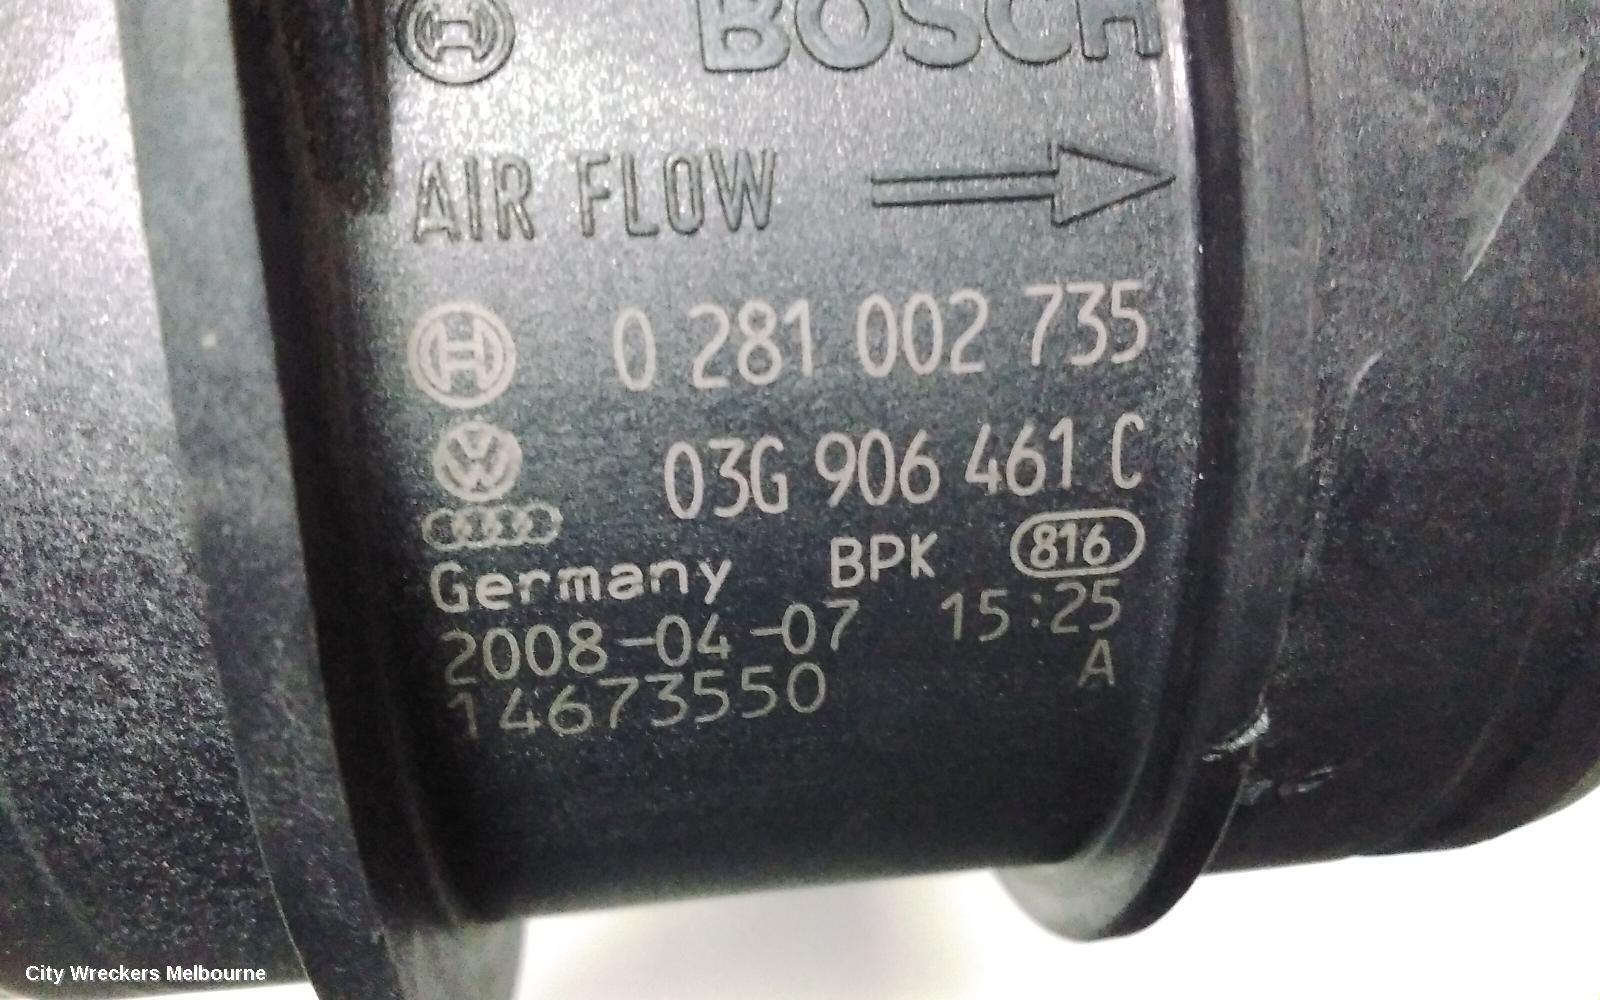 BOSCH
AIR FLOW
0 281 002 735
03G 906 461 C
Germany BPK 816
2008-04-07 15:25
14673550 A
City Wreckers Melbourne